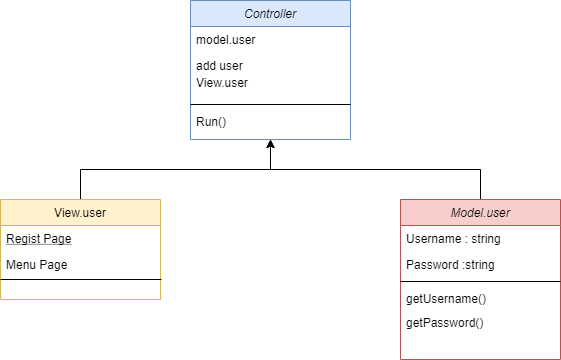 Controller
model.user
add user
View.user
Run()
View.user
Regist Page
Menu Page
Model.user
Username : string
Password :string
getUsername()
getPassword()